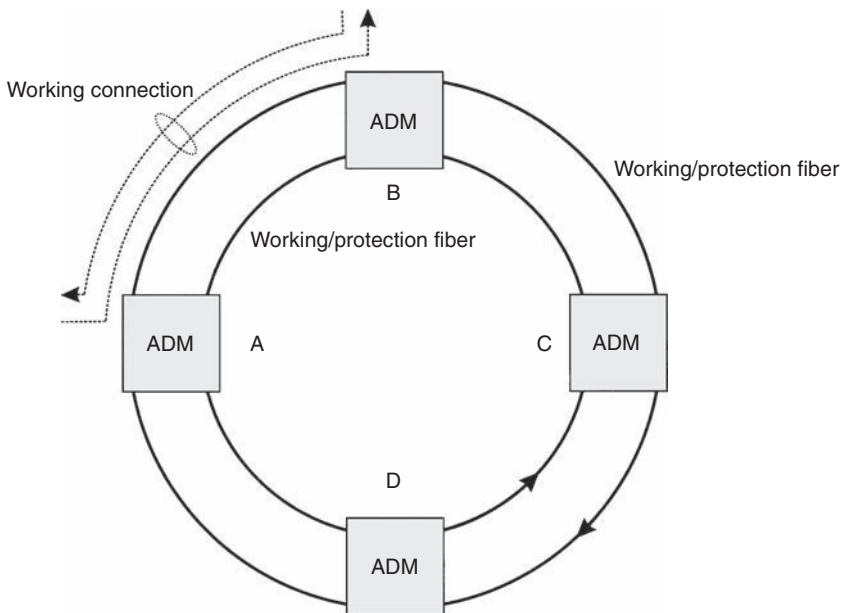 Working connection
ADM
B
Working/protection fiber
Working/protection fiber
ADM
A
C
ADM
D
ADM